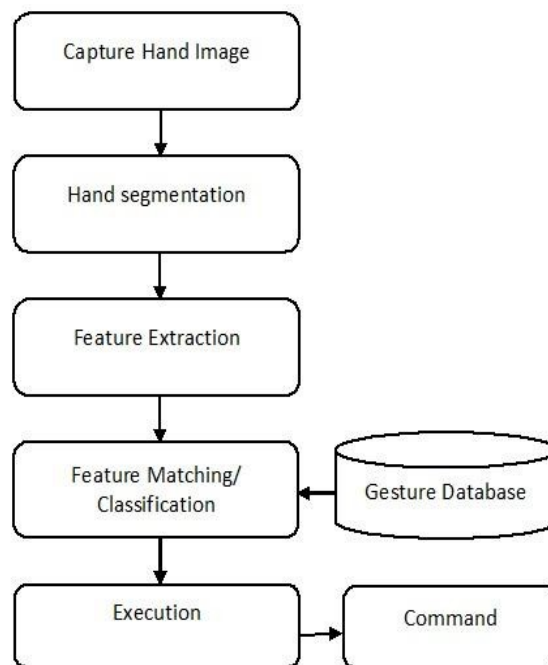 Capture Hand Image
Hand segmentation
Feature Extraction
Feature Matching/
Classification
Gesture Database
Execution
Command